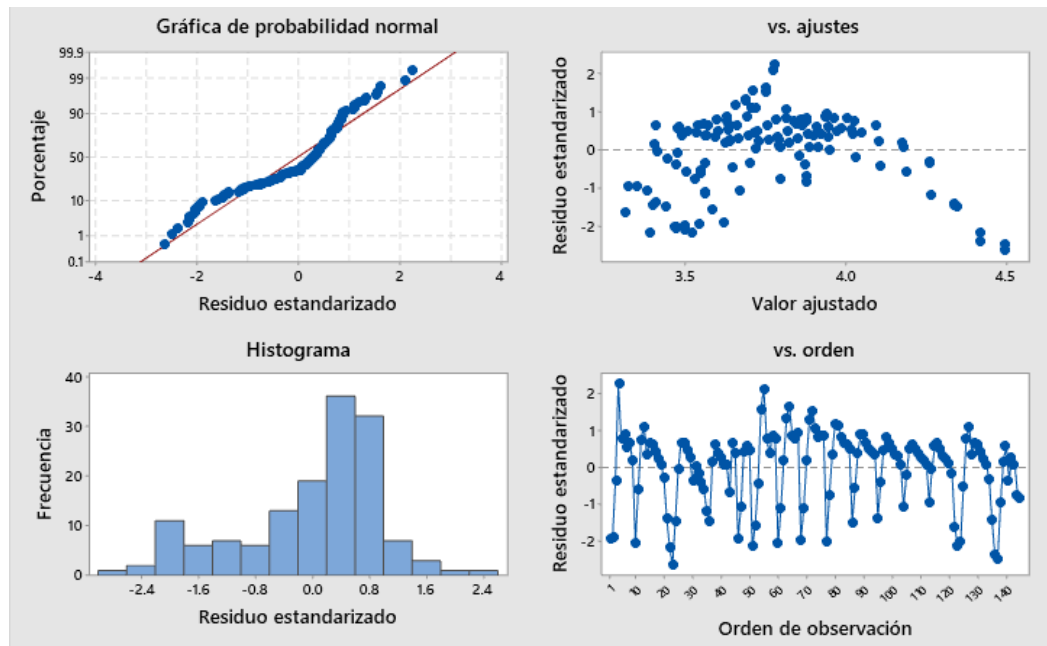 Gráfica de probabilidad normal
99.9
99
90
50
10
1
0.1
Porcentaje
-4 -2 0 2 4
Residuo estandarizado
vs. ajustes
2
1
0
-1
-2
Residuo estandarizado
3.5 4.0 4.5
Valor ajustado
Histograma
40
30
20
10
0
Frecuencia
-2.4 -1.6 -0.8 0.0 0.8 1.6 2.4
Residuo estandarizado
vs. orden
2
1
0
-1
-2
Residuo estandarizado
1 10 20 30 40 50 60 70 80 90 100 110 120 130 140
Orden de observación